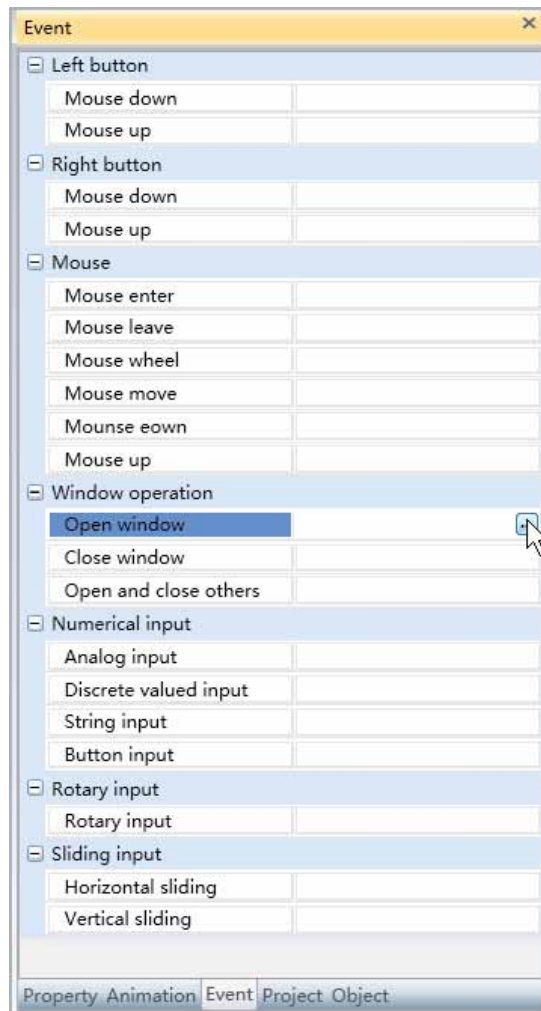 Event
Left button
Mouse down
Mouse up
Right button
Mouse down
Mouse up
Mouse
Mouse enter
Mouse leave
Mouse wheel
Mouse move
Mounse eown
Mouse up
Window operation
Open window
Close window
Open and close others
Numerical input
Analog input
Discrete valued input
String input
Button input
Rotary input
Rotary input
Sliding input
Horizontal sliding
Vertical sliding
Property Animation Event Project Object